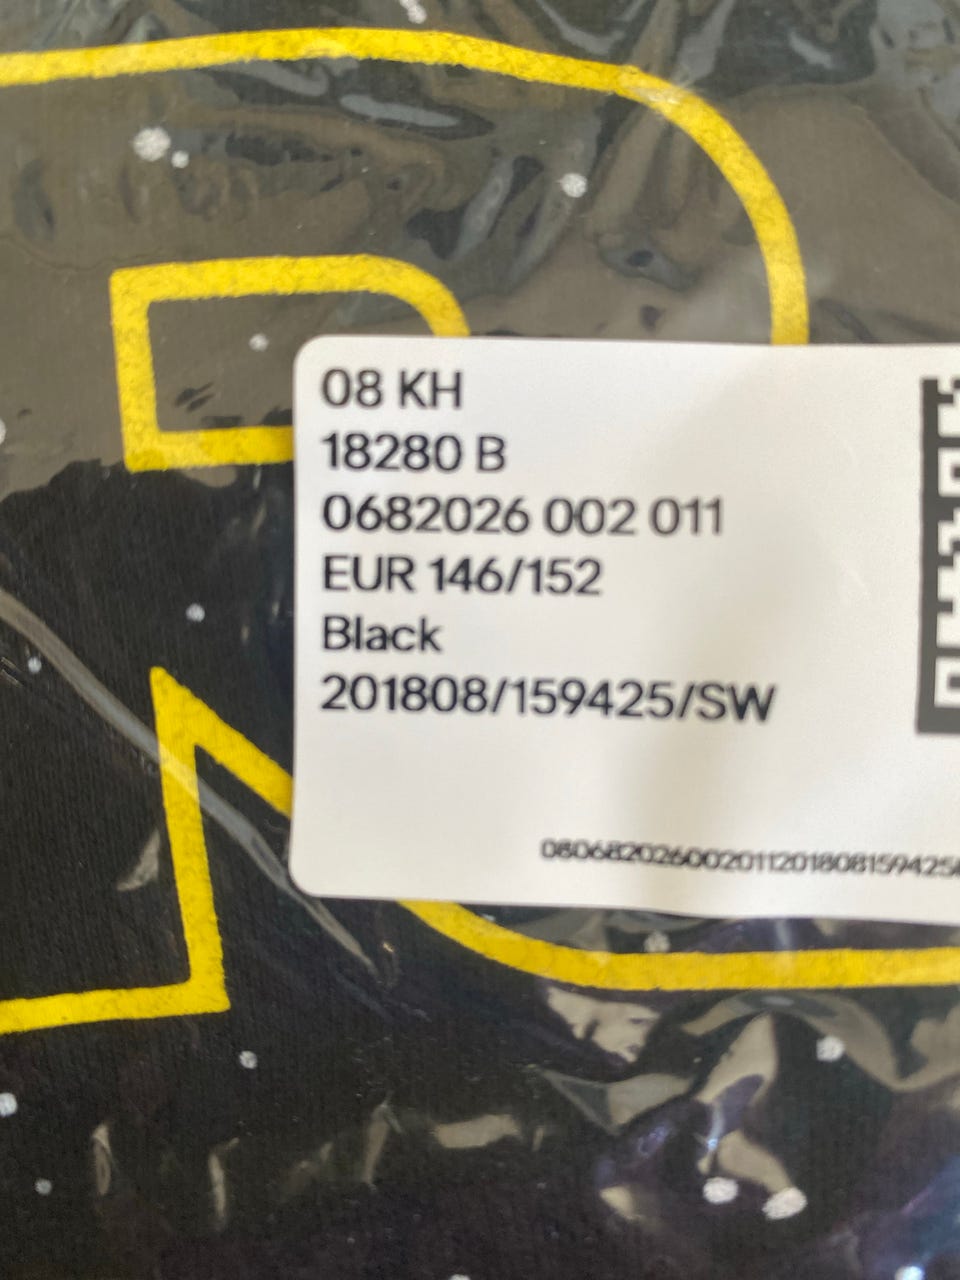 08 KH
18280 B
0682026 002 011
EUR 146/152
Black
201808/159425/SW